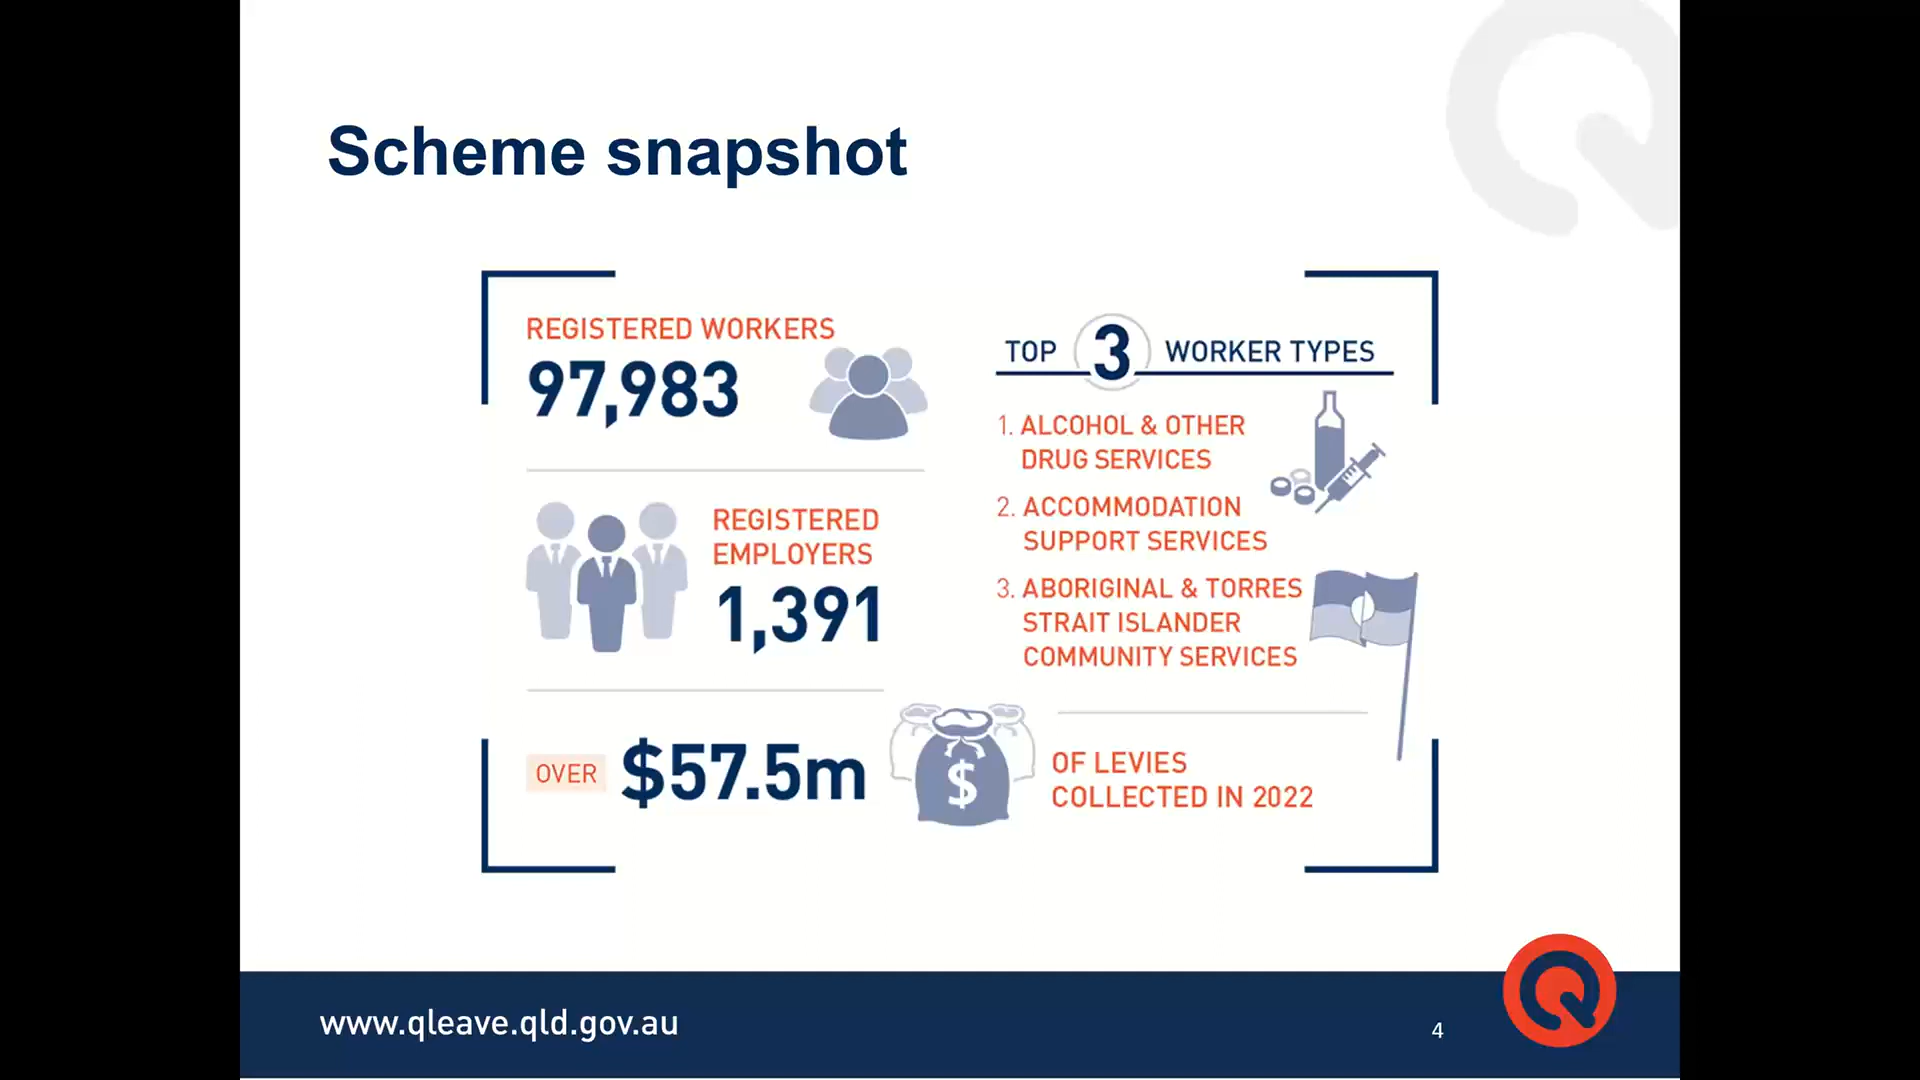 Scheme snapshot
REGISTERED WORKERS
97,983
REGISTERED
EMPLOYERS
1,391
TOP 3 WORKER TYPES
1. ALCOHOL & OTHER
DRUG SERVICES
2. ACCOMMODATION
SUPPORT SERVICES
3. ABORIGINAL & TORRES
STRAIT ISLANDER
COMMUNITY SERVICES
OVER $57.5m
$
OF LEVIES
COLLECTED IN 2022
www.qleave.qld.gov.au
4